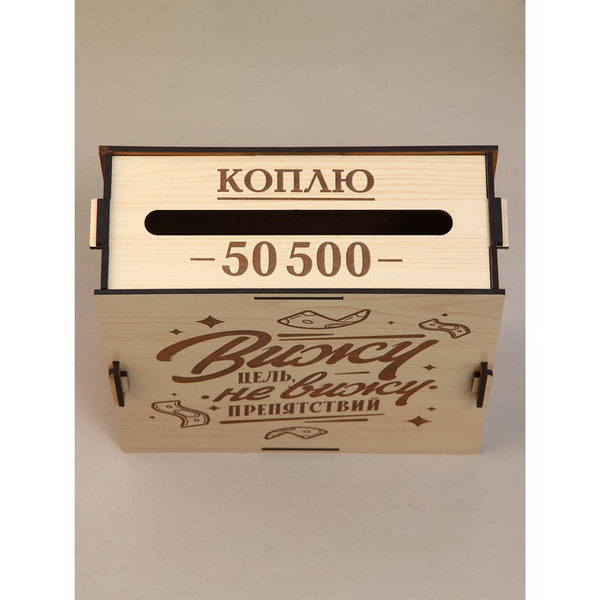 КОПЛЮ
-50 500-
Вижу
ЦЕЛЬ,
не вижу
ПРЕПЯТСТВИЙ